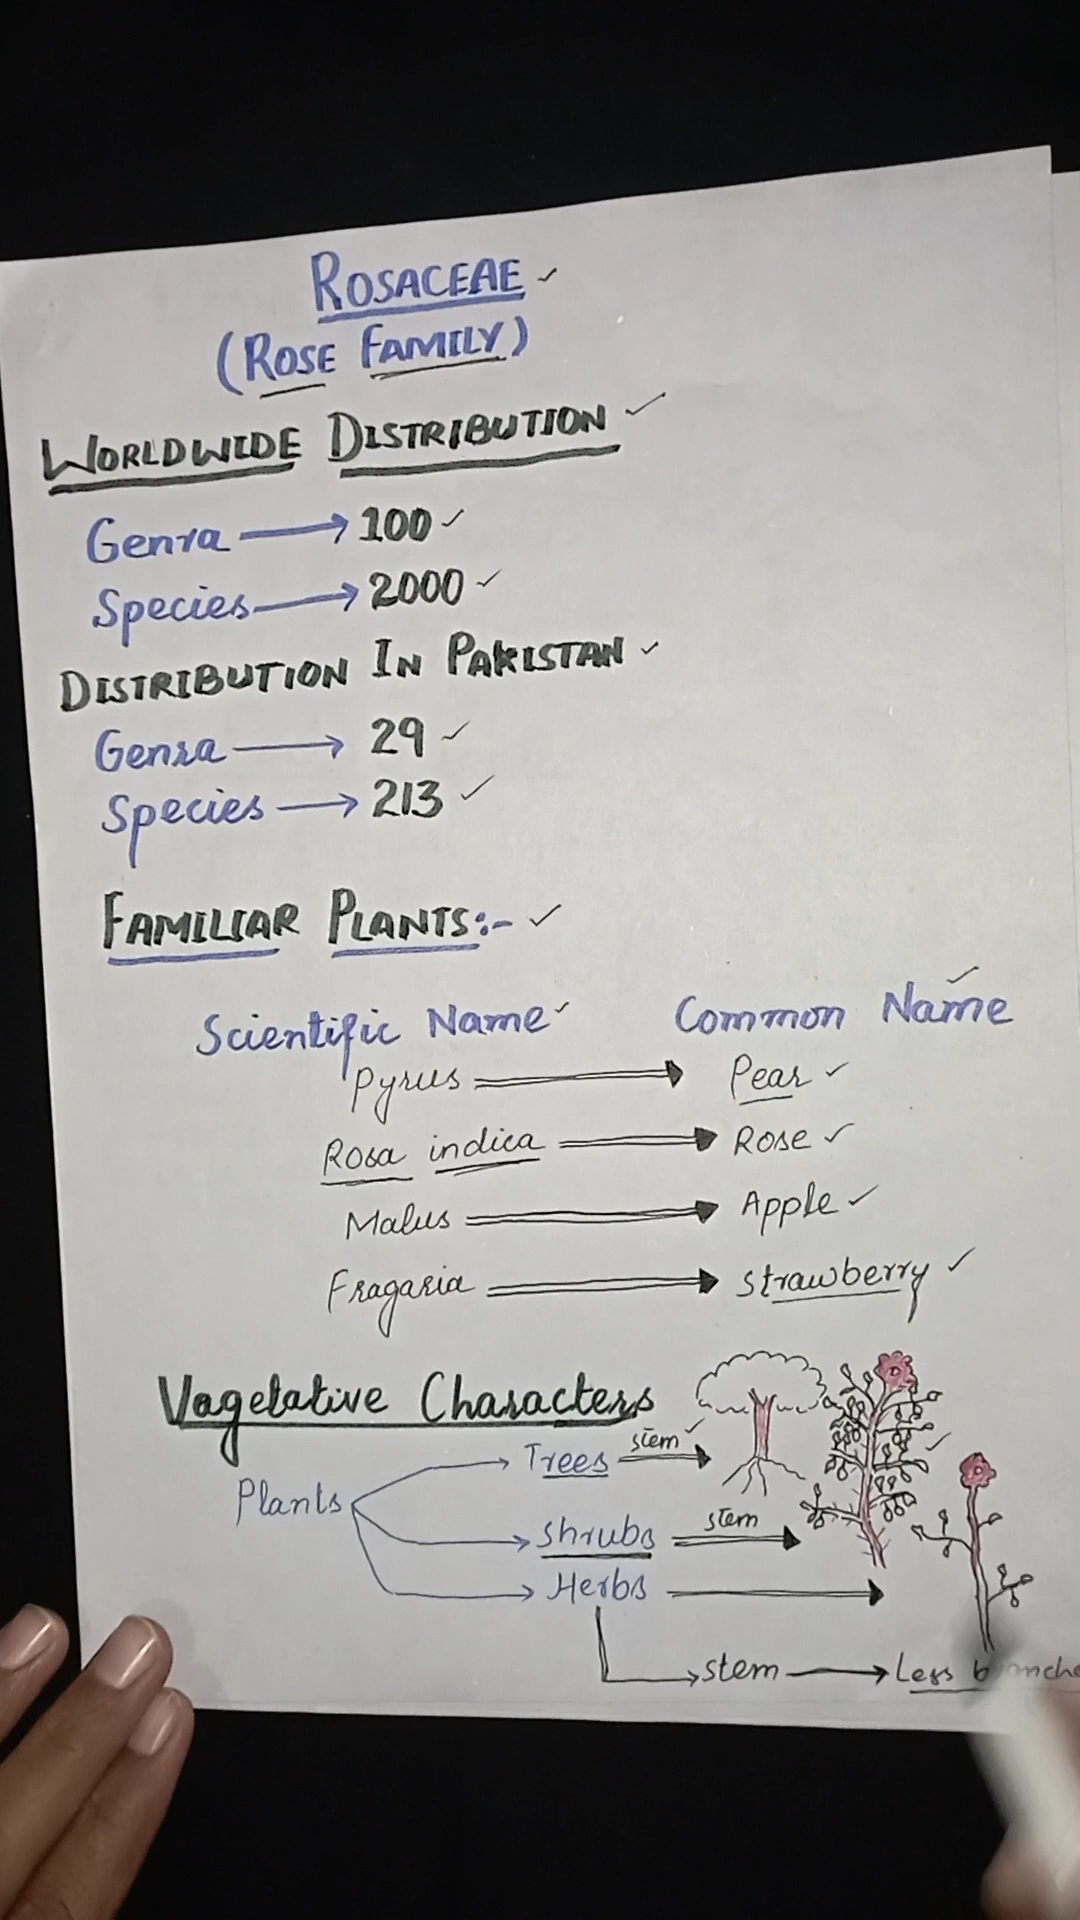 ROSACEAE
(ROSE FAMILY)
WORLDWIDE DISTRIBUTION
Genra → 100
Species → 2000
DISTRIBUTION IN PAKISTAN
Genra → 29
Species → 213
FAMILIAR PLANTS:-
Scientific Name Common Name
Pyrus → Pear
Rosa indica → Rose
Malus → Apple
Fragaria → strawberry
Vagetative Characters
Trees stem →
Plants
shrubs stem →
Herbs →
stem → Less